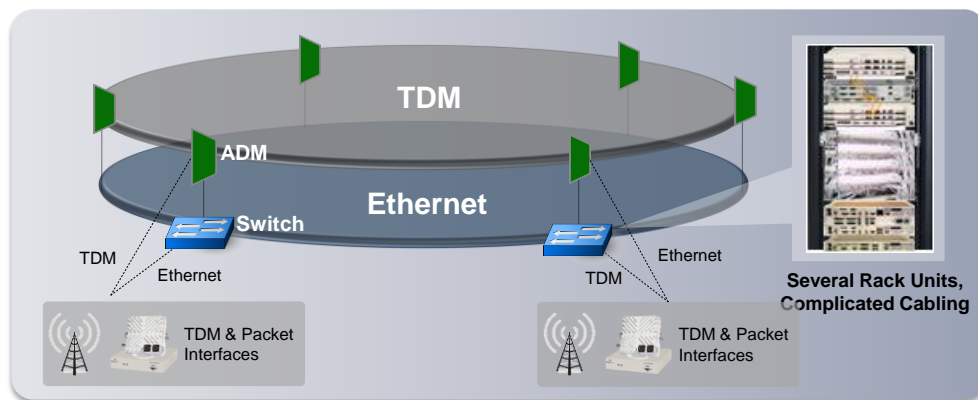 TDM
ADM
Ethernet
Switch
TDM
Ethernet
Ethernet
TDM
Several Rack Units,
Complicated Cabling
TDM & Packet
Interfaces
TDM & Packet
Interfaces